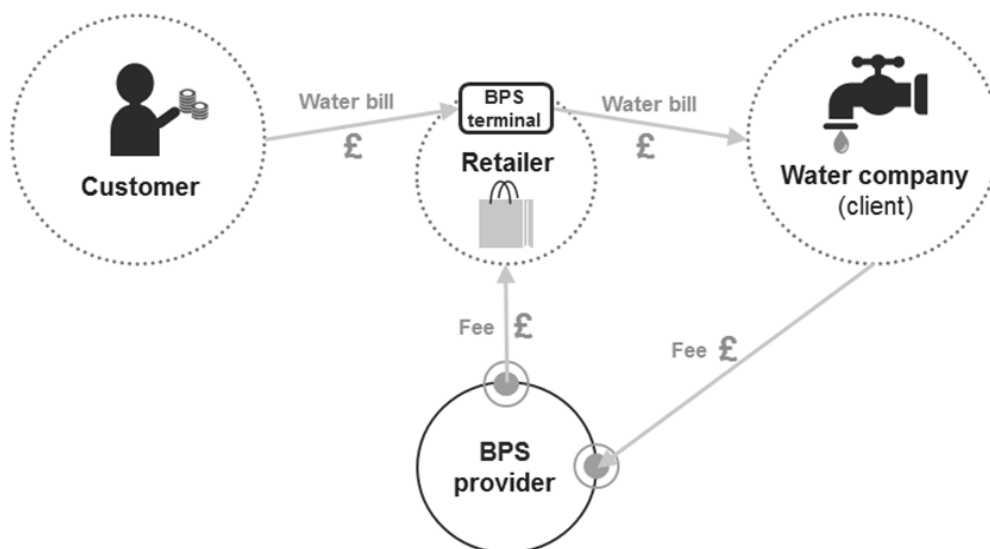 Water bill
£
Customer
BPS
terminal
Retailer
Water bill
£
Water company
(client)
Fee £
Fee £
BPS
provider